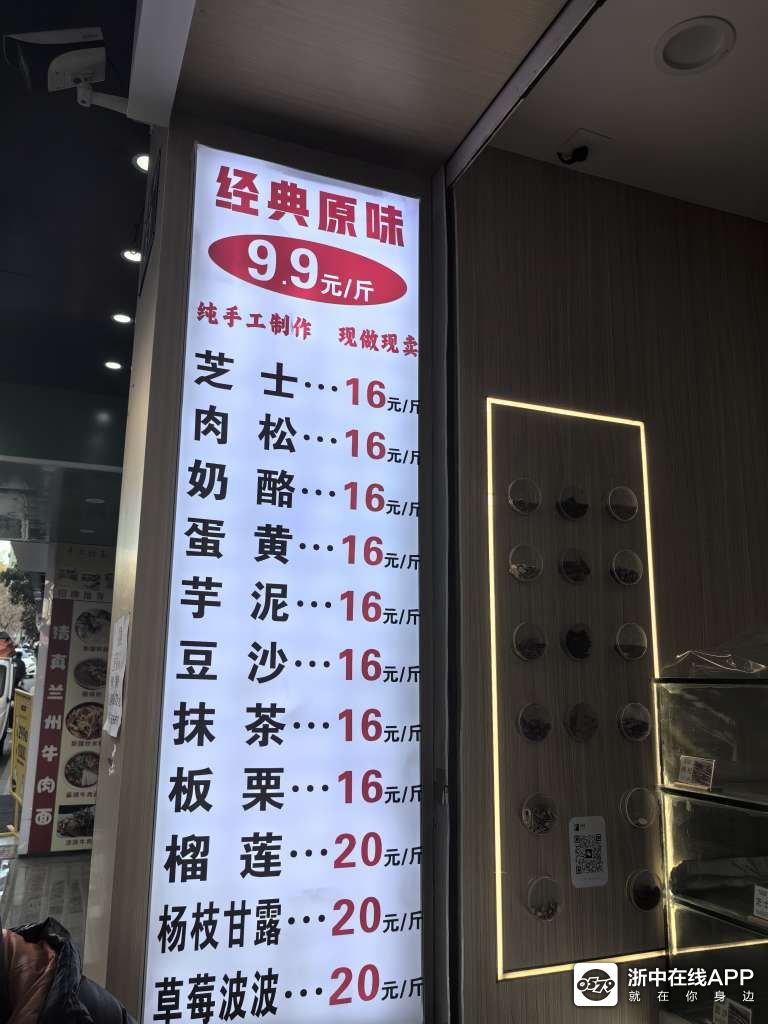 经典原味
9.9元/斤
纯手工制作 现做现卖
芝士…16元/斤
肉松…16元/斤
奶酪…16元/斤
蛋黄…16元/斤
芋泥…16元/斤
豆沙…16元/斤
抹茶…16元/斤
板栗…16元/斤
榴莲…20元/斤
杨枝甘露…20元/斤
草莓波波…20元/斤
清真兰州牛肉面
浙中在线APP
就在你身边